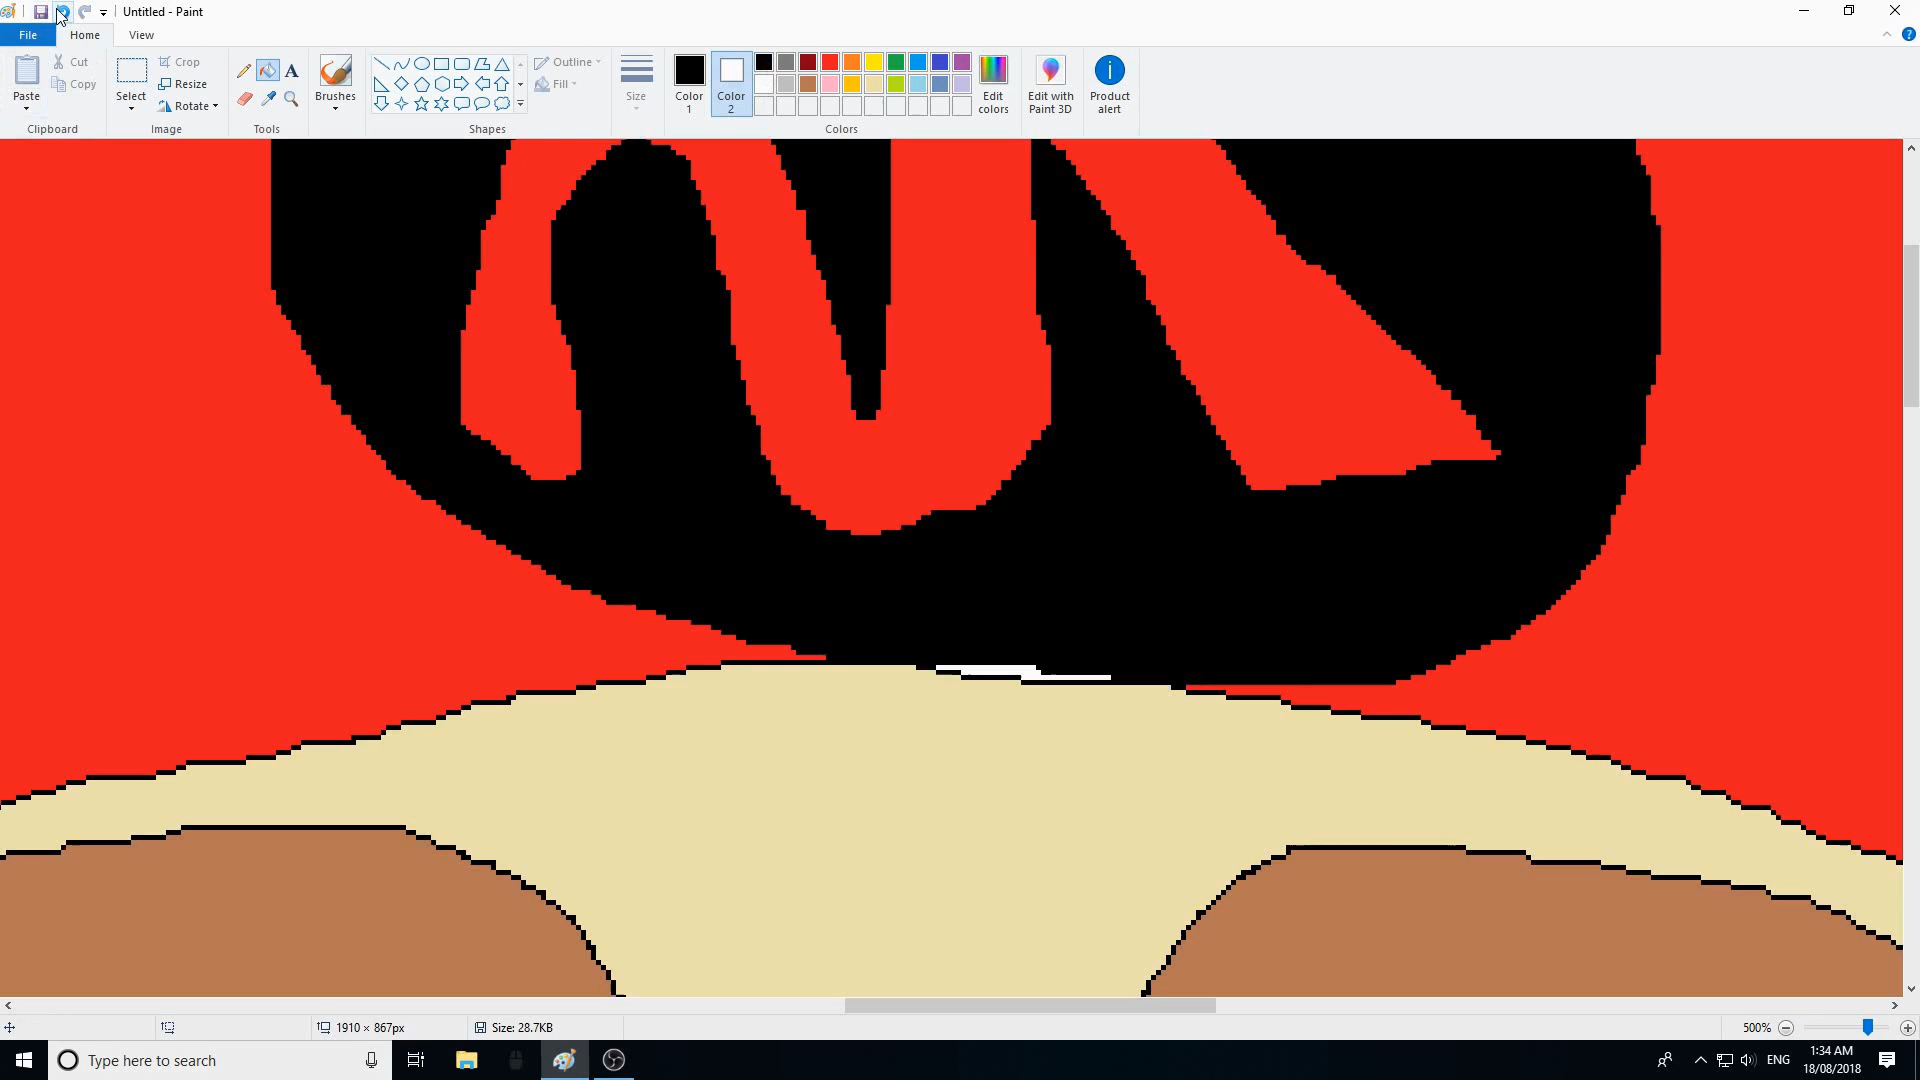 Untitled - Paint
File Home View
Paste Cut Copy Clipboard
Select Crop Resize Rotate Image
A Tools
Brushes
Shapes Outline Fill
Size
Color 1 Color 2 Edit colors Colors
Edit with Paint 3D
Product alert
1910 × 867px Size: 28.7KB 500%
Type here to search ENG 1:34 AM
18/08/2018